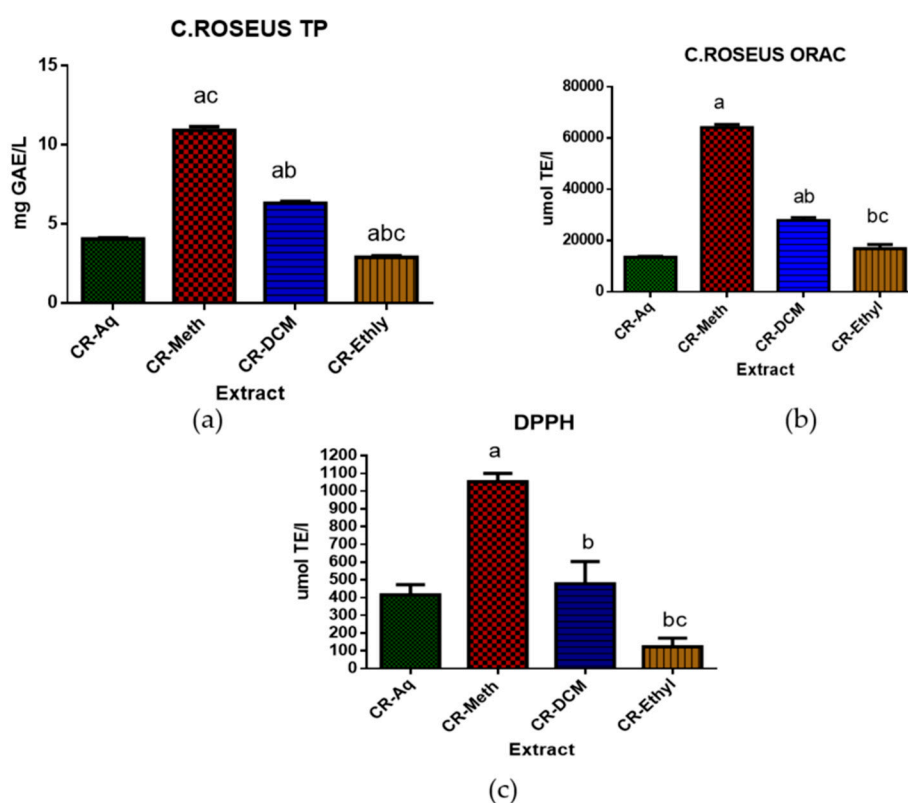 C.ROSEUS TP
mg GAE/L
15
10
5
0
ac
ab
abc
CR-Aq
CR-Meth
CR-DCM
CR-Ethly
Extract
(a)
C.ROSEUS ORAC
umol TE/l
80000
60000
40000
20000
0
a
ab
bc
CR-Aq
CR-Meth
CR-DCM
CR-Ethyl
Extract
(b)
DPPH
umol TE/l
1200
1100
1000
900
800
700
600
500
400
300
200
100
0
a
b
bc
CR-Aq
CR-Meth
CR-DCM
CR-Ethyl
Extract
(c)